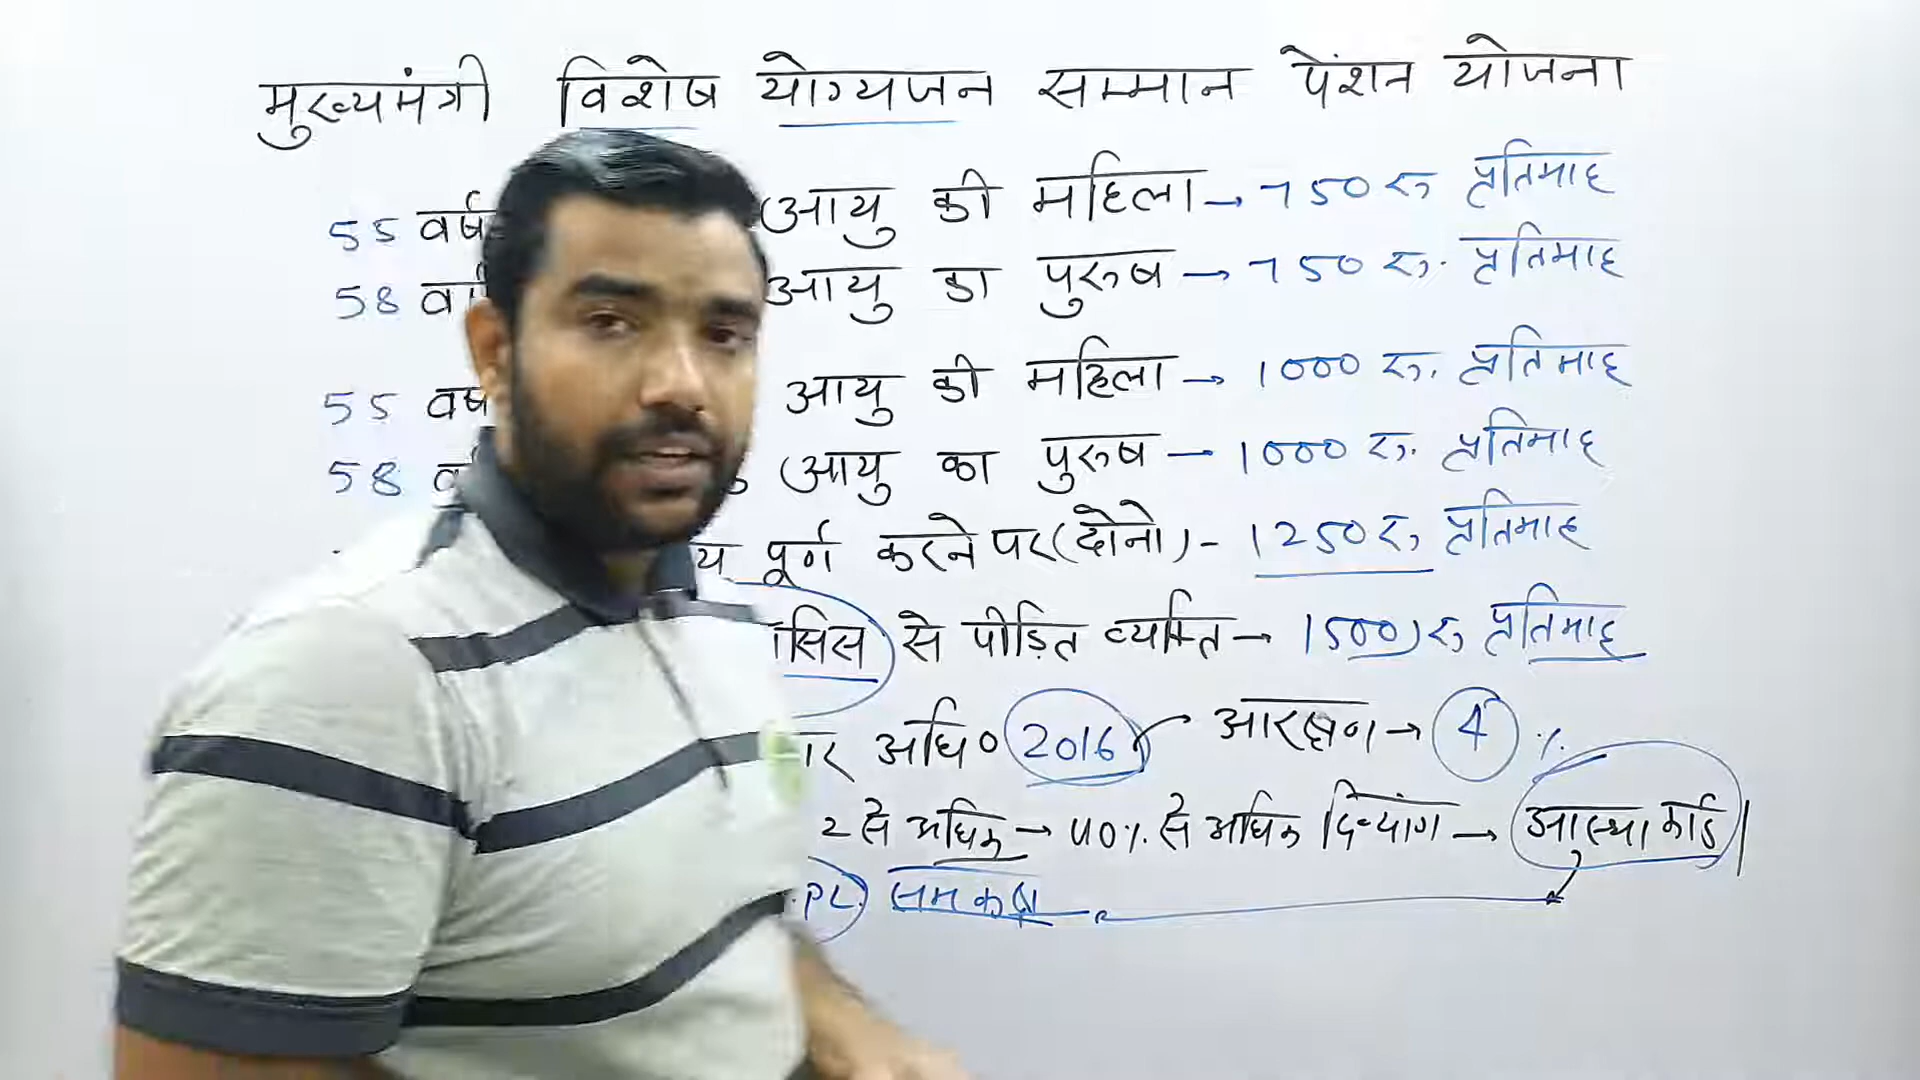 मुख्यमंत्री विशेष योग्यजन सम्मान पेंशन योजना
55 वर्ष आयु की महिला → 750 रु प्रतिमाह
58 आयु का पुरुष → 750 रु. प्रतिमाह
55 वर्ष आयु की महिला → 1000 रु. प्रतिमाह
58 आयु का पुरुष → 1000 रु. प्रतिमाह
पूर्ण करने पर (दोनो) - 1250 रु प्रतिमाह
सिस से पीड़ित व्यक्ति → 1500) रु प्रतिमाह
अधि० 2016 आरक्षण → 4 %
2 से अधिक → 40% से अधिक दिव्यांग → आस्था कार्ड |
PL समकक्ष